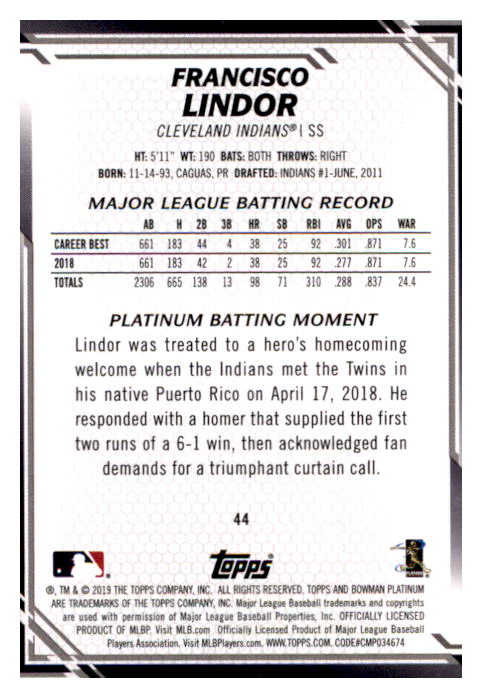 FRANCISCO
LINDOR
CLEVELAND INDIANS® | SS
HT: 5'11" WT: 190 BATS: BOTH THROWS: RIGHT
BORN: 11-14-93, CAGUAS, PR DRAFTED: INDIANS #1-JUNE, 2011
MAJOR LEAGUE BATTING RECORD
AB H 2B 3B HR SB RBI AVG OPS WAR
CAREER BEST 661 183 44 4 38 25 92 .301 .871 7.6
2018 661 183 42 2 38 25 92 .277 .871 7.6
TOTALS 2306 665 138 13 98 71 310 .288 .837 24.4
PLATINUM BATTING MOMENT
Lindor was treated to a hero's homecoming
welcome when the Indians met the Twins in
his native Puerto Rico on April 17, 2018. He
responded with a homer that supplied the first
two runs of a 6-1 win, then acknowledged fan
demands for a triumphant curtain call.
44
Topps
®, TM & © 2019 THE TOPPS COMPANY, INC. ALL RIGHTS RESERVED. TOPPS AND BOWMAN PLATINUM
ARE TRADEMARKS OF THE TOPPS COMPANY, INC. Major League Baseball trademarks and copyrights
are used with permission of Major League Baseball Properties, Inc. OFFICIALLY LICENSED
PRODUCT OF MLBP. Visit MLB.com Officially Licensed Product of Major League Baseball
Players Association. Visit MLBPlayers.com. WWW.TOPPS.COM. CODE#CMP034674